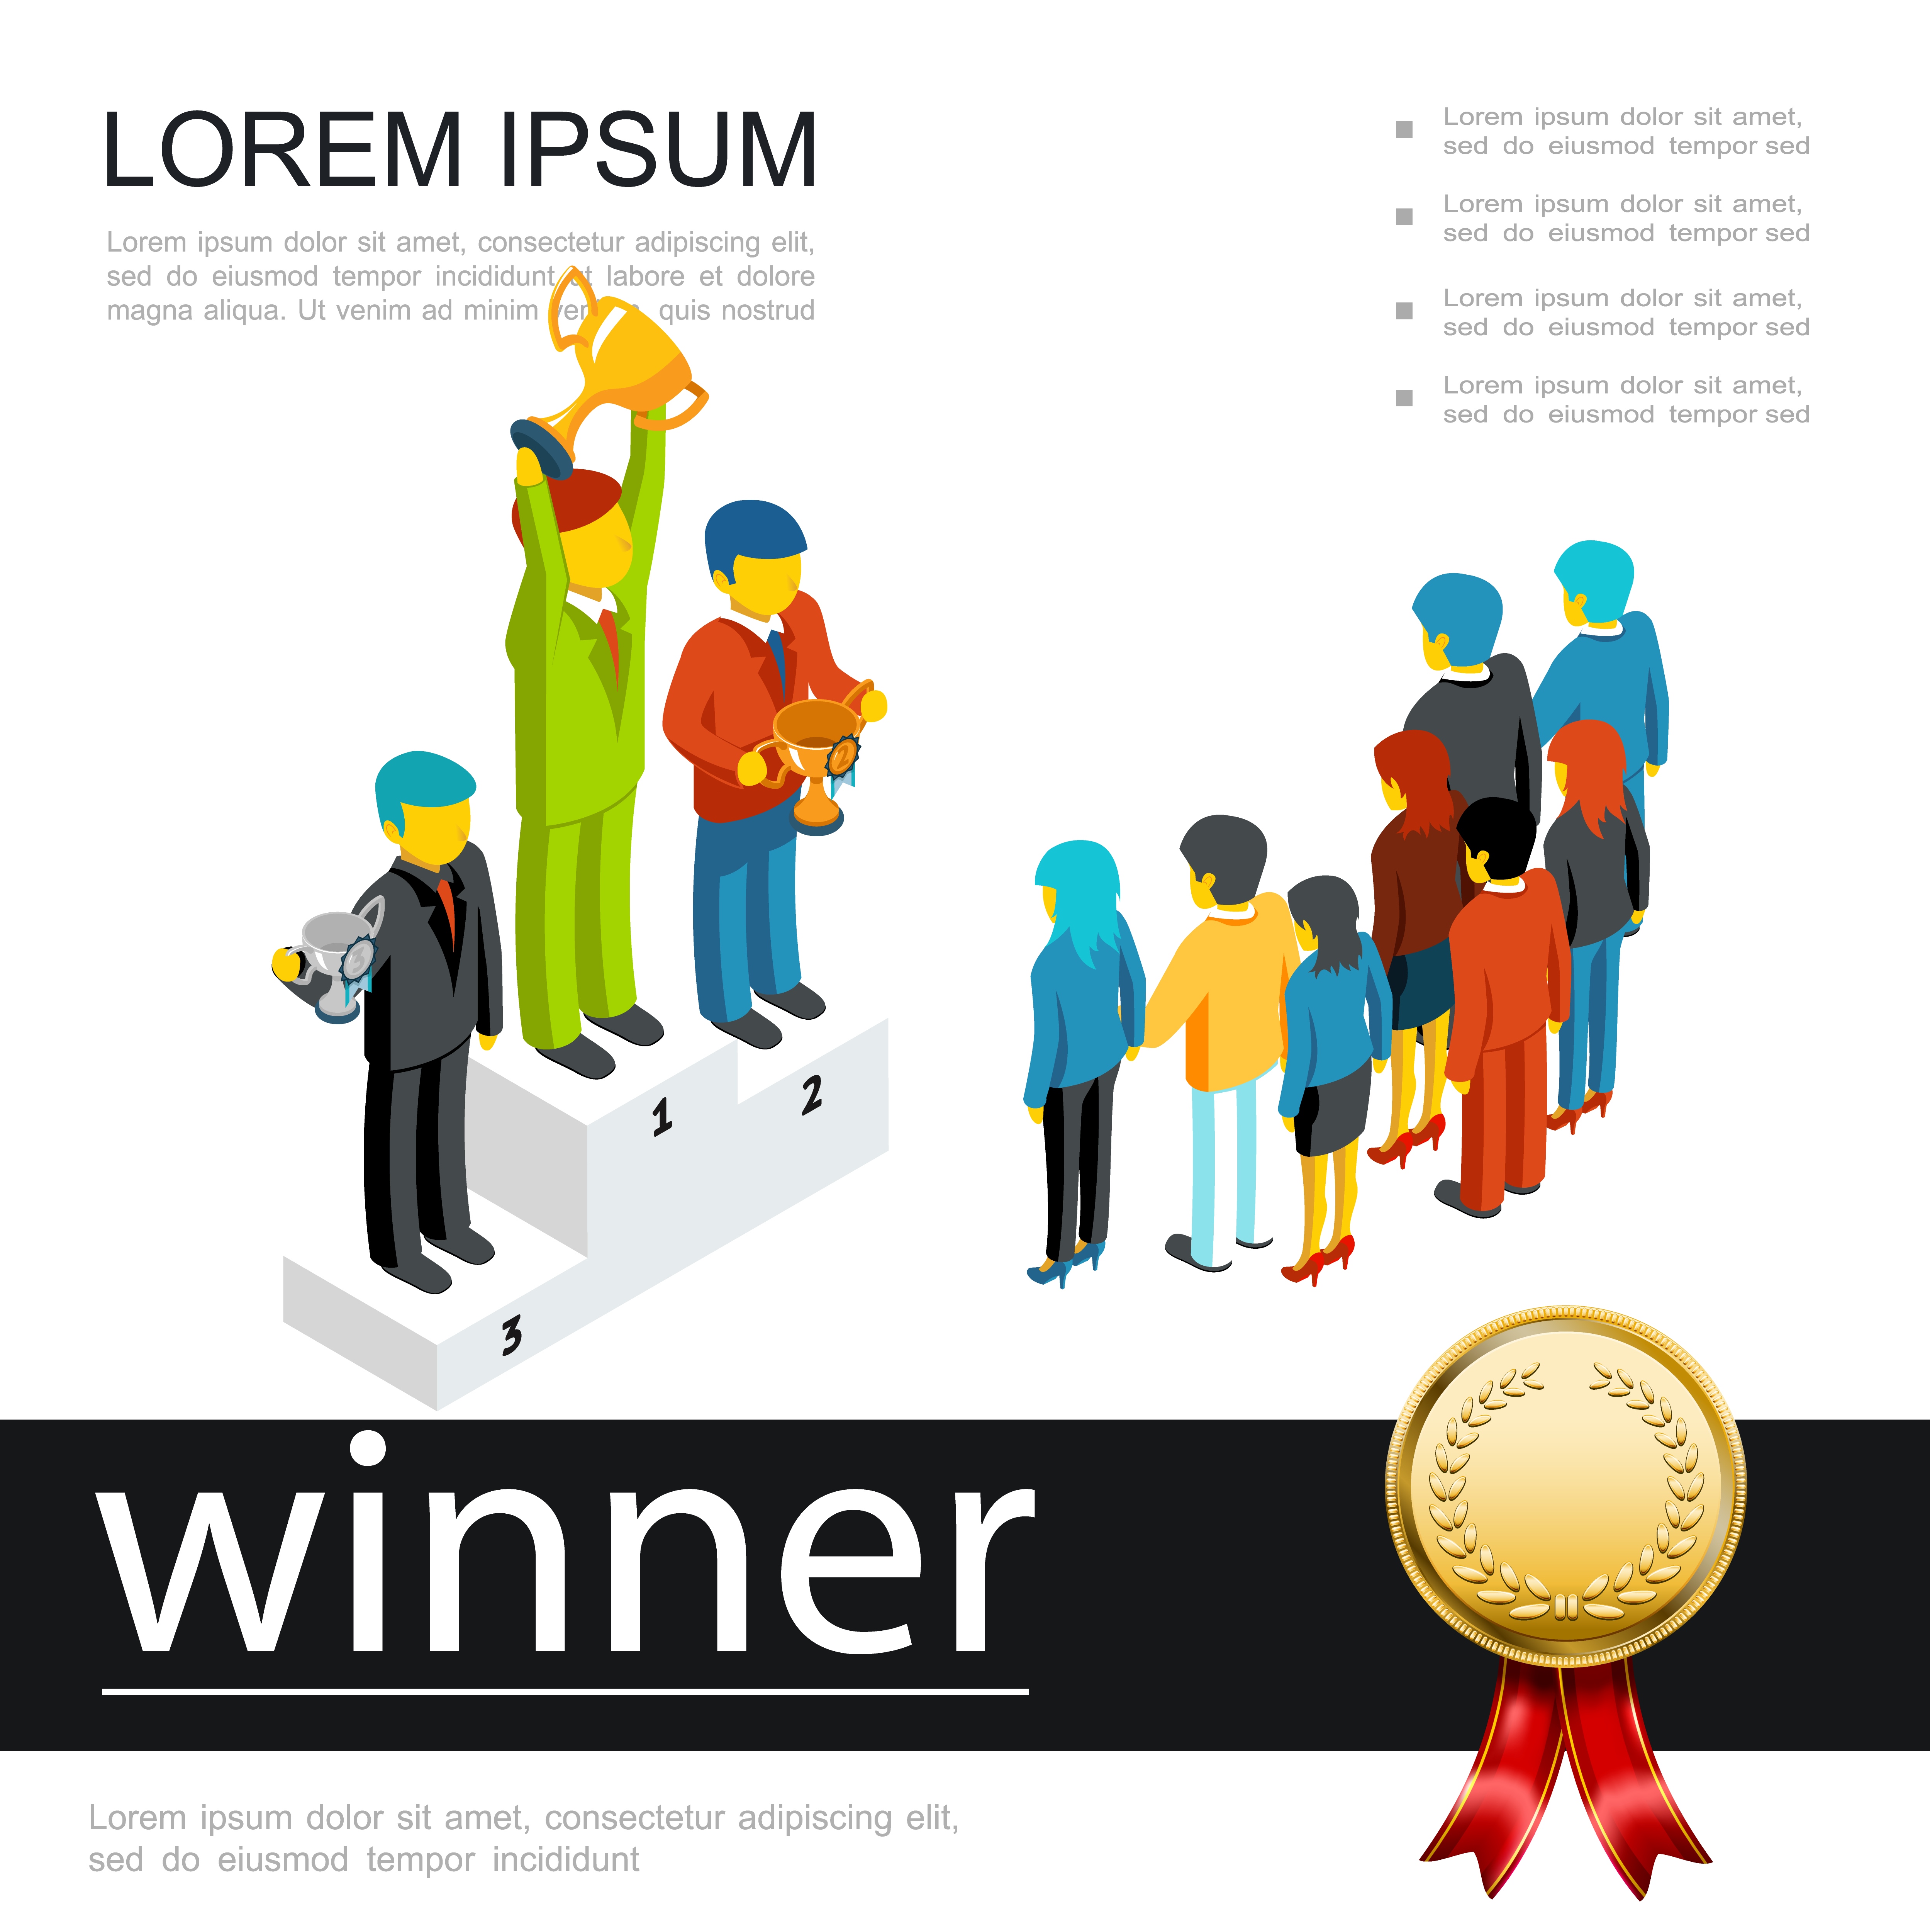 LOREM IPSUM
Lorem ipsum dolor sit amet, consectetur adipiscing elit,
sed do eiusmod tempor incididunt ut labore et dolore
magna aliqua. Ut venim ad minim quis nostrud
Lorem ipsum dolor sit amet,
sed do eiusmod tempor sed
Lorem ipsum dolor sit amet,
sed do eiusmod tempor sed
Lorem ipsum dolor sit amet,
sed do eiusmod tempor sed
Lorem ipsum dolor sit amet,
sed do eiusmod tempor sed
2
3
1
2
3
winner
Lorem ipsum dolor sit amet, consectetur adipiscing elit,
sed do eiusmod tempor incididunt